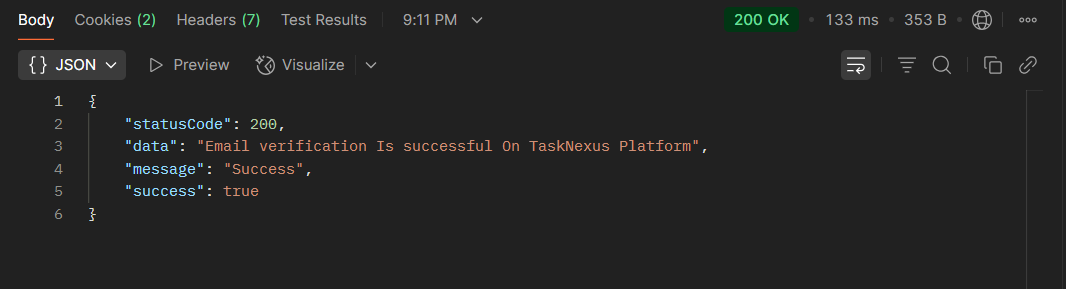 Body Cookies (2) Headers (7) Test Results 9:11 PM 200 OK • 133 ms • 353 B
{} JSON Preview Visualize
1 {
2 "statusCode": 200,
3 "data": "Email verification Is successful On TaskNexus Platform",
4 "message": "Success",
5 "success": true
6 }